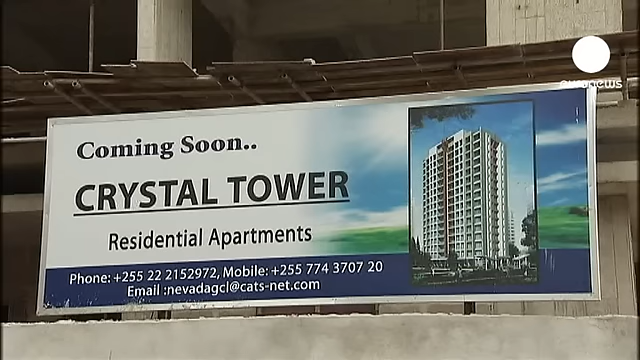 euronews
Coming Soon..
CRYSTAL TOWER
Residential Apartments
Phone: +255 22 2152972, Mobile: +255 774 3707 20
Email :nevadagcl@cats-net.com